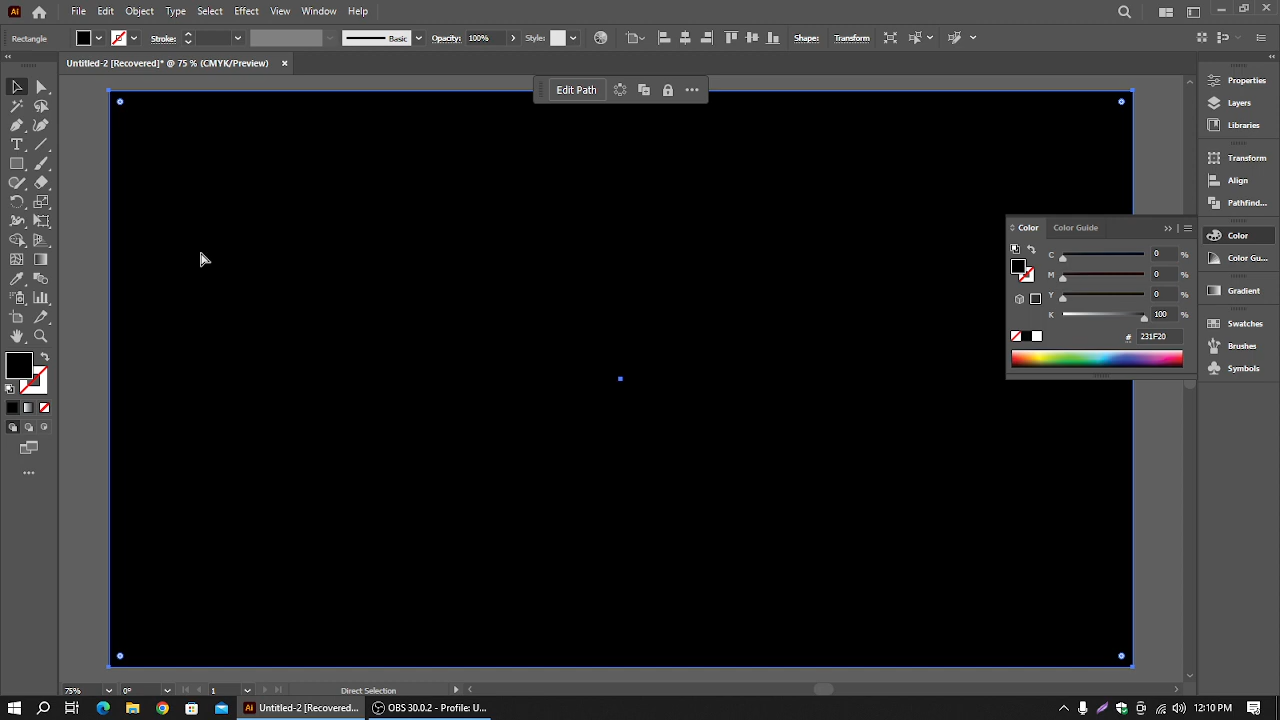 Ai File Edit Object Type Select Effect View Window Help
Rectangle Stroke: Basic Opacity: 100% Style: Shape: Transform
Untitled-2 [Recovered]* @ 75 % (CMYK/Preview) ×
Edit Path
Properties
Layers
Libraries
Transform
Align
Pathfind...
Color
Color Gu...
Gradient
Swatches
Brushes
Symbols
Color Color Guide
C 0 %
M 0 %
Y 0 %
K 100 %
# 231F20
T
75% 0° 1 Direct Selection
Ai Untitled-2 [Recovered... OBS 30.0.2 - Profile: U... 12:10 PM